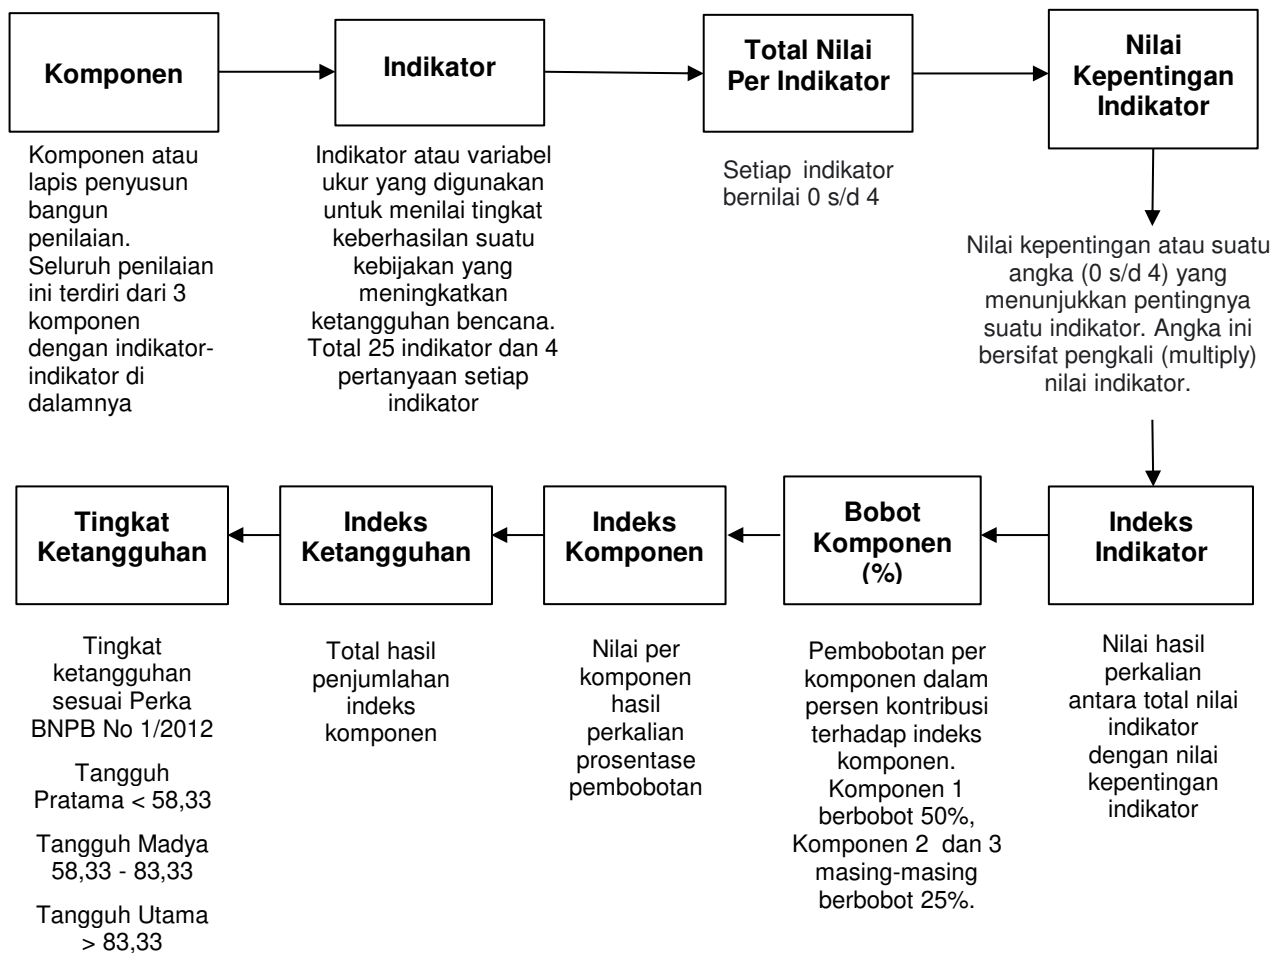 Komponen
Komponen atau
lapis penyusun
bangun
penilaian.
Seluruh penilaian
ini terdiri dari 3
komponen
dengan indikator-
indikator di
dalamnya
Indikator
Indikator atau variabel
ukur yang digunakan
untuk menilai tingkat
keberhasilan suatu
kebijakan yang
meningkatkan
ketangguhan bencana.
Total 25 indikator dan 4
pertanyaan setiap
indikator
Total Nilai
Per Indikator
Setiap indikator
bernilai 0 s/d 4
Nilai
Kepentingan
Indikator
Nilai kepentingan atau suatu
angka (0 s/d 4) yang
menunjukkan pentingnya
suatu indikator. Angka ini
bersifat pengkali (multiply)
nilai indikator.
Indeks
Indikator
Nilai hasil
perkalian
antara total nilai
indikator
dengan nilai
kepentingan
indikator
Bobot
Komponen
(%)
Pembobotan per
komponen dalam
persen kontribusi
terhadap indeks
komponen.
Komponen 1
berbobot 50%,
Komponen 2 dan 3
masing-masing
berbobot 25%.
Indeks
Komponen
Nilai per
komponen
hasil
perkalian
prosentase
pembobotan
Indeks
Ketangguhan
Total hasil
penjumlahan
indeks
komponen
Tingkat
Ketangguhan
Tingkat
ketangguhan
sesuai Perka
BNPB No 1/2012
Tangguh
Pratama < 58,33
Tangguh Madya
58,33 - 83,33
Tangguh Utama
> 83,33